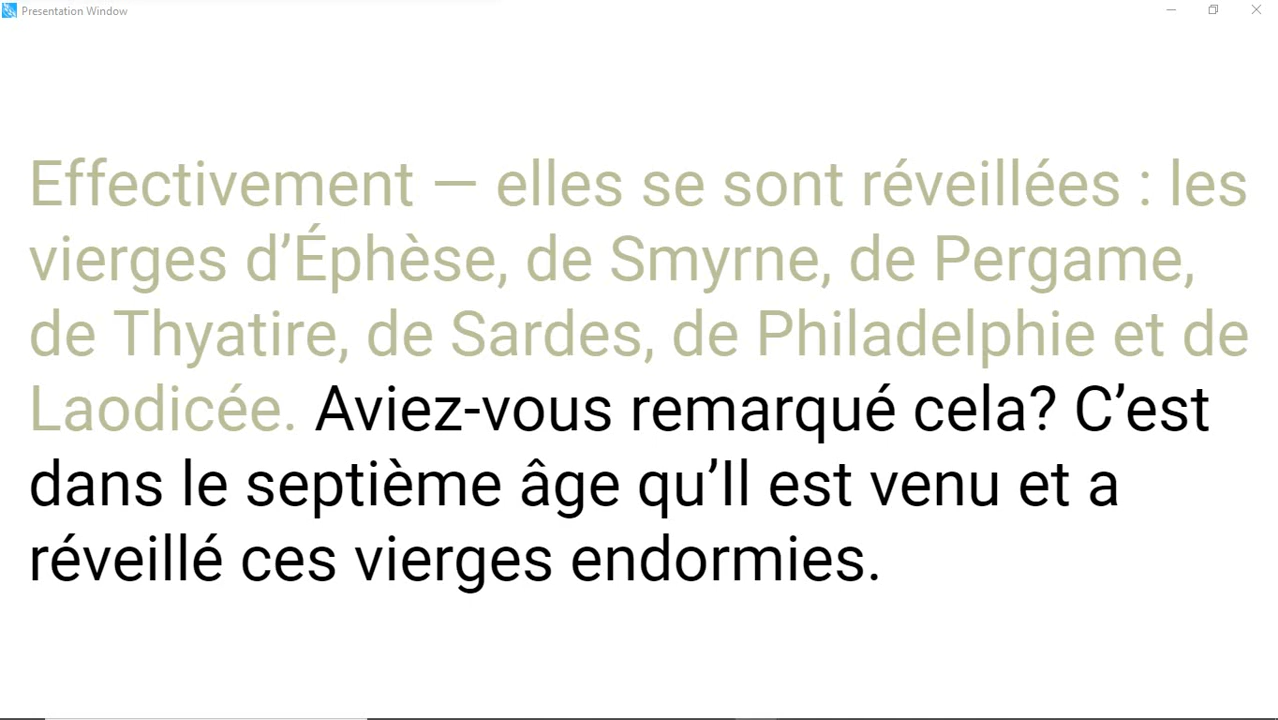 Presentation Window
Effectivement — elles se sont réveillées : les
vierges d’Éphèse, de Smyrne, de Pergame,
de Thyatire, de Sardes, de Philadelphie et de
Laodicée. Aviez-vous remarqué cela? C’est
dans le septième âge qu’Il est venu et a
réveillé ces vierges endormies.